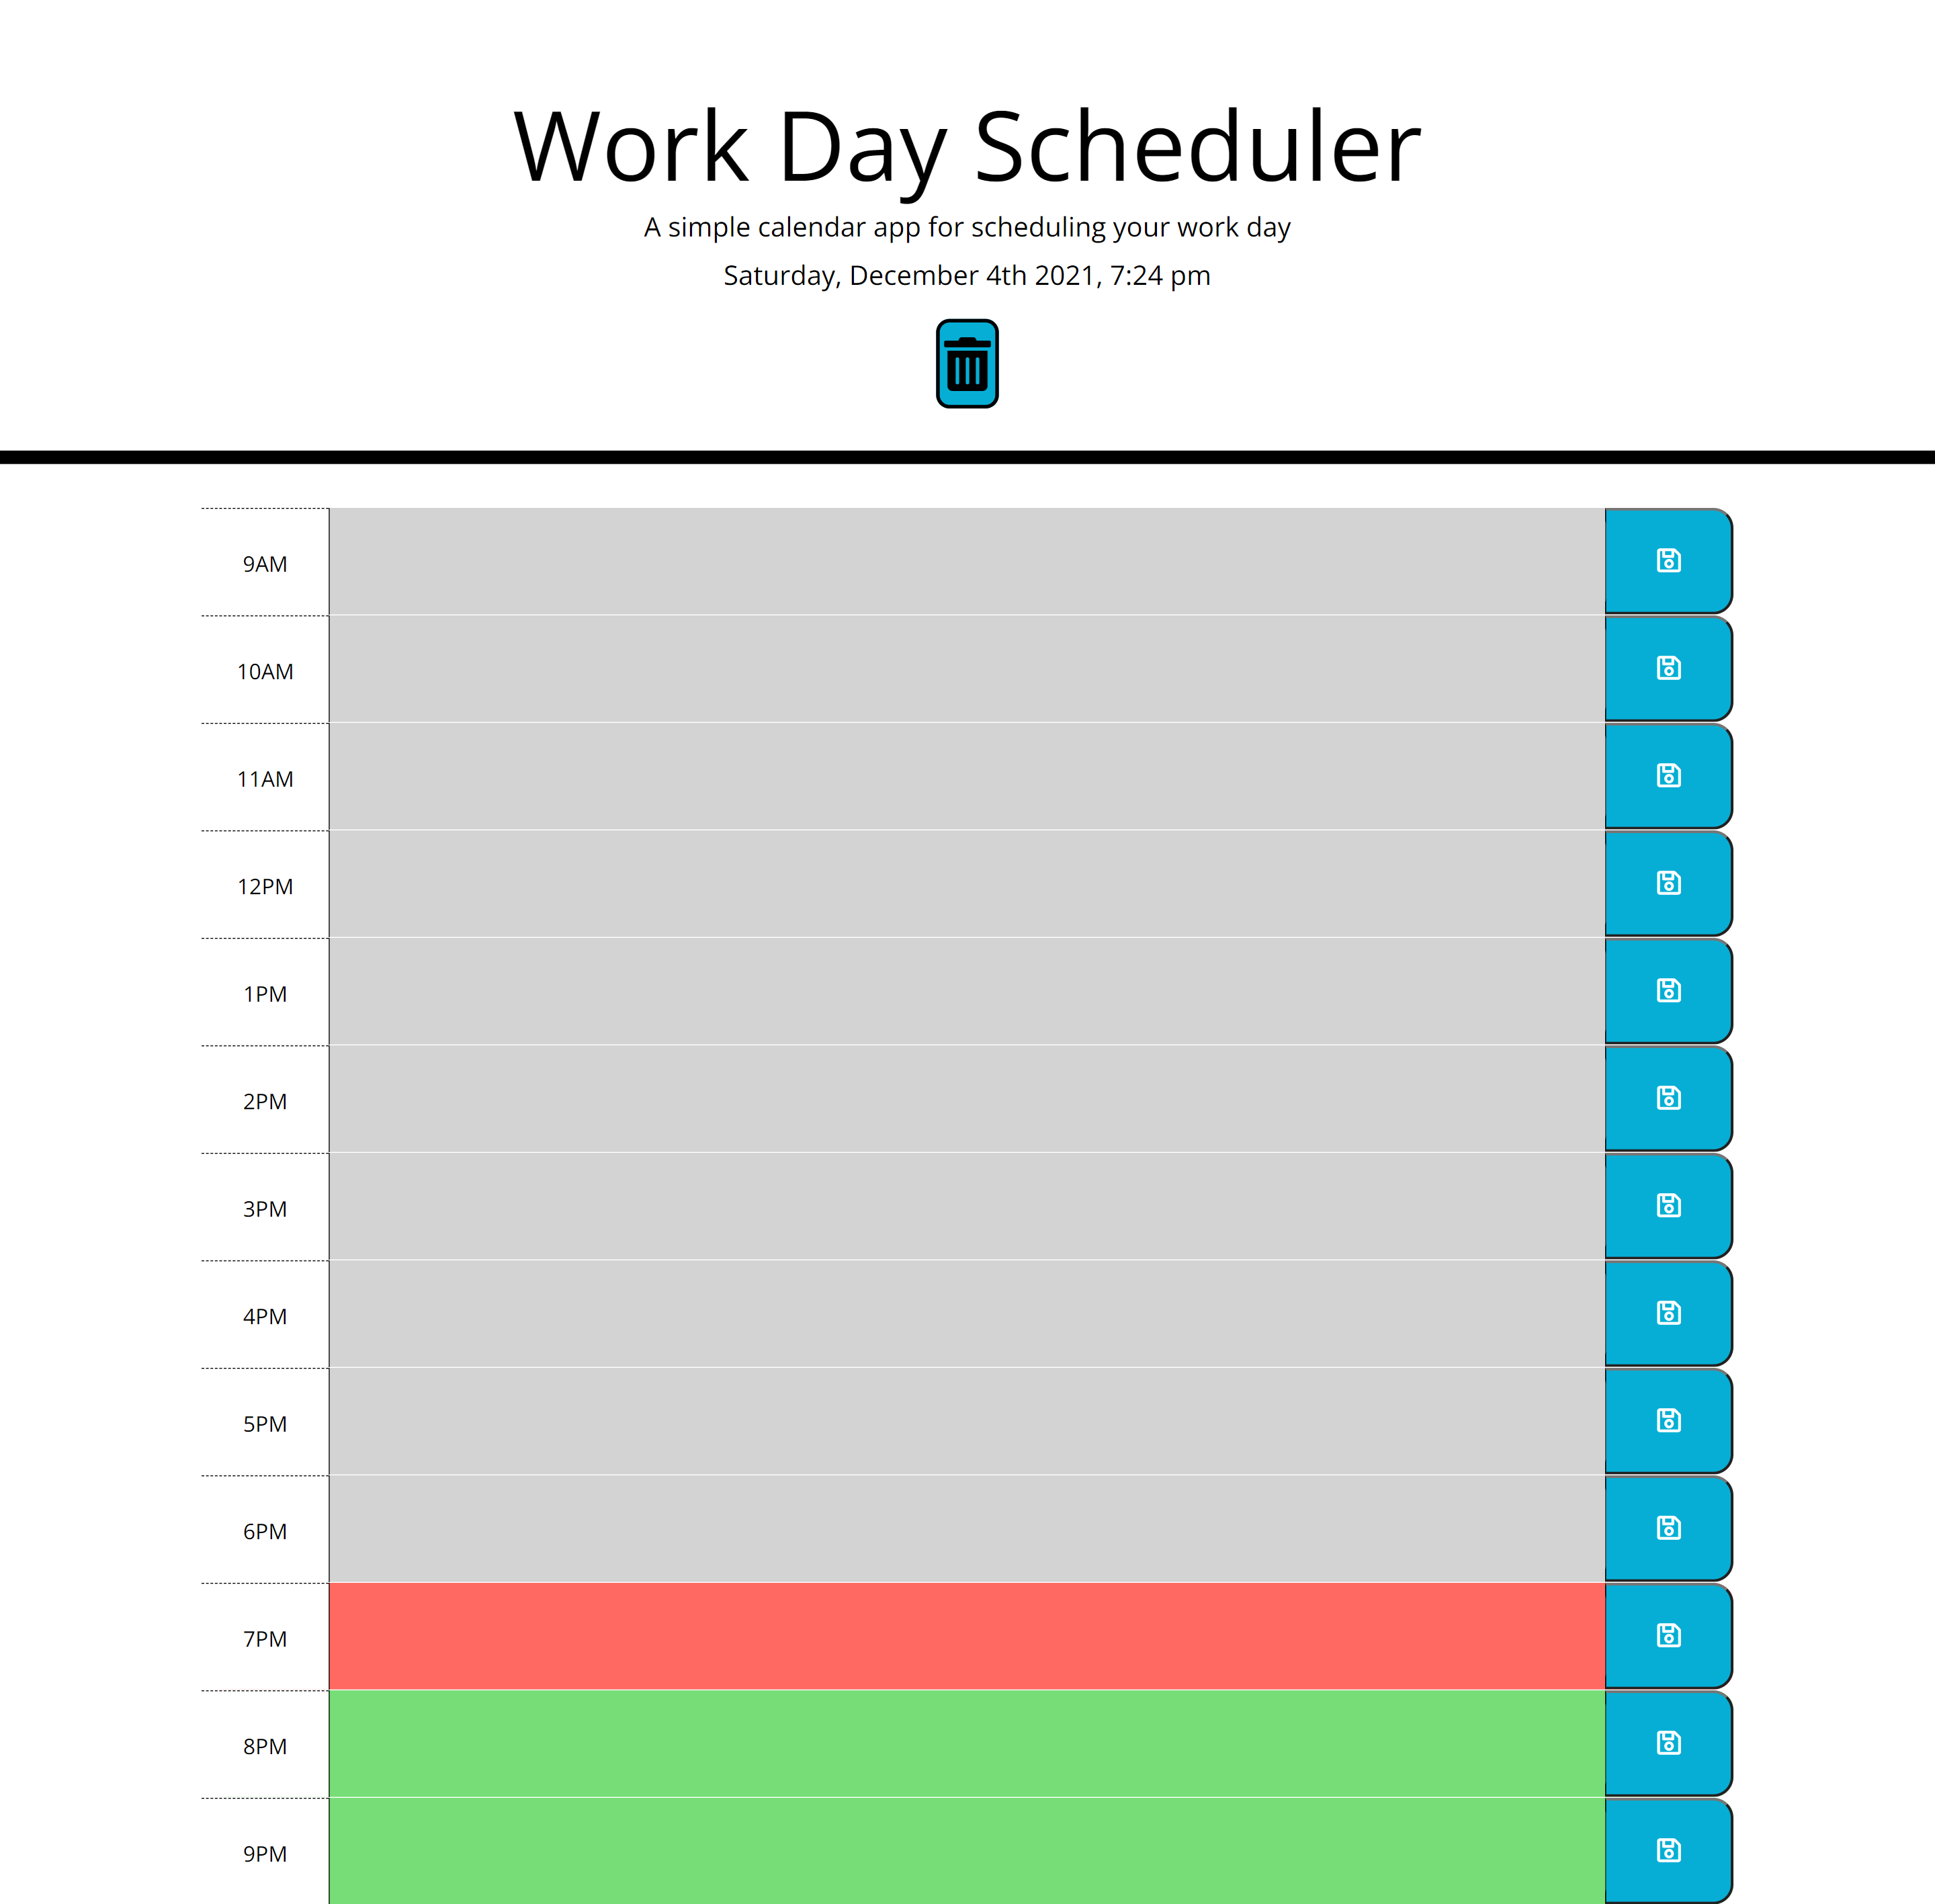 Work Day Scheduler
A simple calendar app for scheduling your work day
Saturday, December 4th 2021, 7:24 pm
9AM
10AM
11AM
12PM
1PM
2PM
3PM
4PM
5PM
6PM
7PM
8PM
9PM